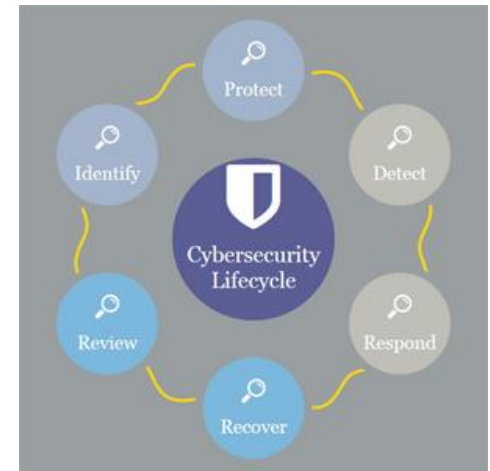 Protect
Identify
Detect
Cybersecurity
Lifecycle
Review
Respond
Recover